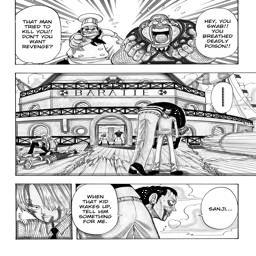 HEY, YOU
SWAB!!
YOU
BREATHED
DEADLY
POISON!!
THAT MAN
TRIED TO
KILL YOU!!
DON'T YOU
WANT
REVENGE?
BARATIE
SANJI...
WHEN
THAT KID
WAKES UP,
TELL HIM
SOMETHING
FOR ME.